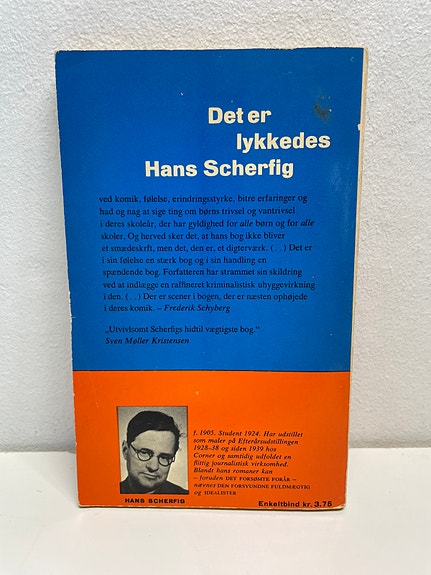 Det er
lykkedes
Hans Scherfig
ved komik, følelse, erindringsstyrke, bitre erfaringer og
had og nag at sige ting om børns trivsel og vantrivsel
i deres skoleår, der har gyldighed for alle børn og for alle
skoler. Og herved sker det, at hans bog ikke bliver
et smædeskrft, men det, den er, et digterværk. (. .) Det er
i sin følelse en stærk bog og i sin handling en
spændende bog. Forfatteren har strammet sin skildring
ved at indlægge en raffineret kriminalistisk uhyggevirkning
i den. (. .) Der er scener i bogen, der er næsten ophøjede
i deres komik. – Frederik Schyberg
„Utvivlsomt Scherfigs hidtil vægtigste bog.“
Sven Møller Kristensen
f. 1905. Student 1924. Har udstillet
som maler på Efterårsudstillingen
1928-38 og siden 1939 hos
Corner og samtidig udfoldet en
flittig journalistisk virksomhed.
Blandt hans romaner kan
– foruden DET FORSØMTE FORÅR –
nævnes DEN FORSVUNDNE FULDMÆGTIG
og IDEALISTER
HANS SCHERFIG
Enkeltbind kr. 3.75